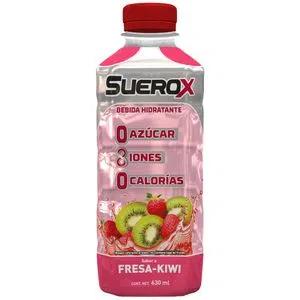 SUEROX
BEBIDA HIDRATANTE
0 AZÚCAR
8 IONES
0 CALORÍAS
Sabor a
FRESA-KIWI
CONT. NET. 630 ml